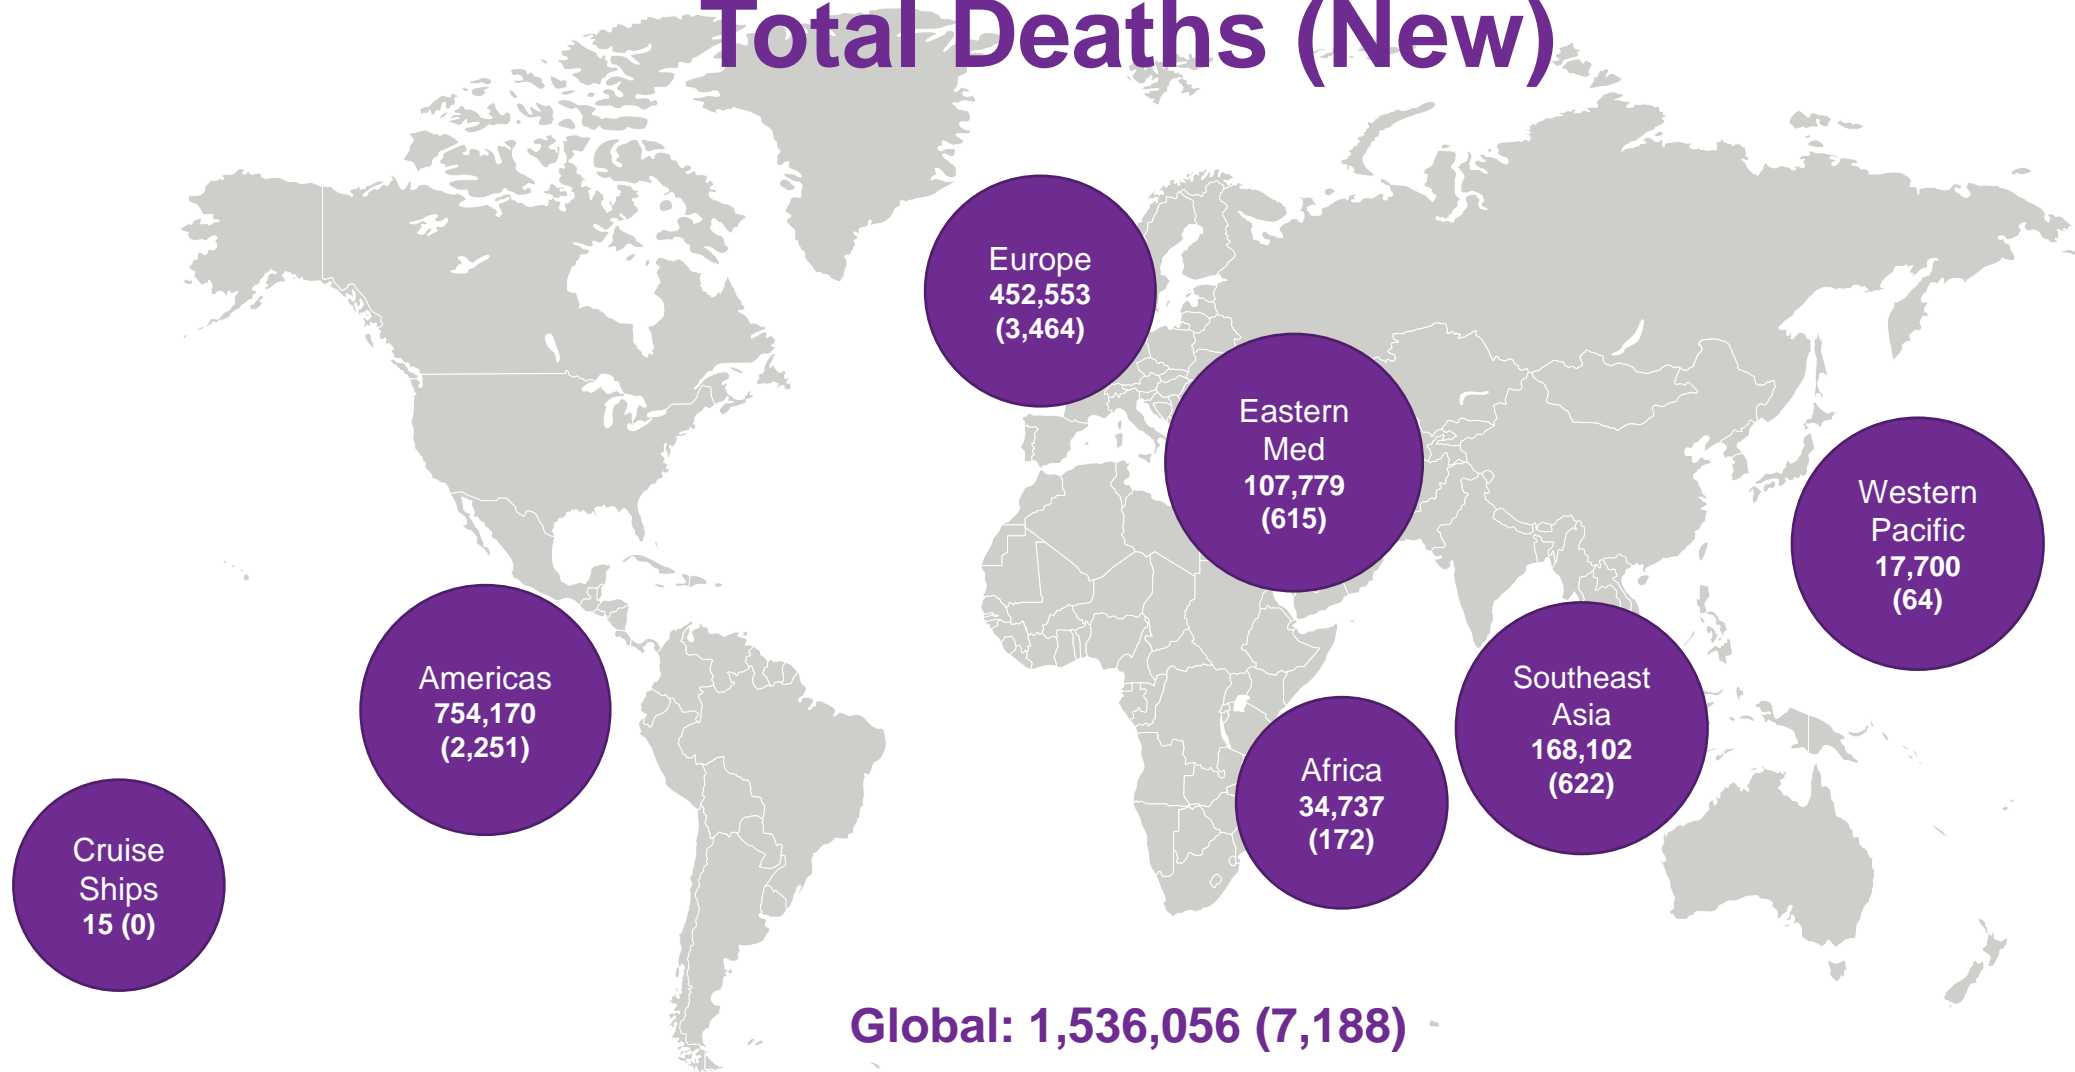 Total Deaths (New)
Europe
452,553
(3,464)
Eastern
Med
107,779
(615)
Western
Pacific
17,700
(64)
Americas
754,170
(2,251)
Southeast
Asia
168,102
(622)
Africa
34,737
(172)
Cruise
Ships
15 (0)
Global: 1,536,056 (7,188)